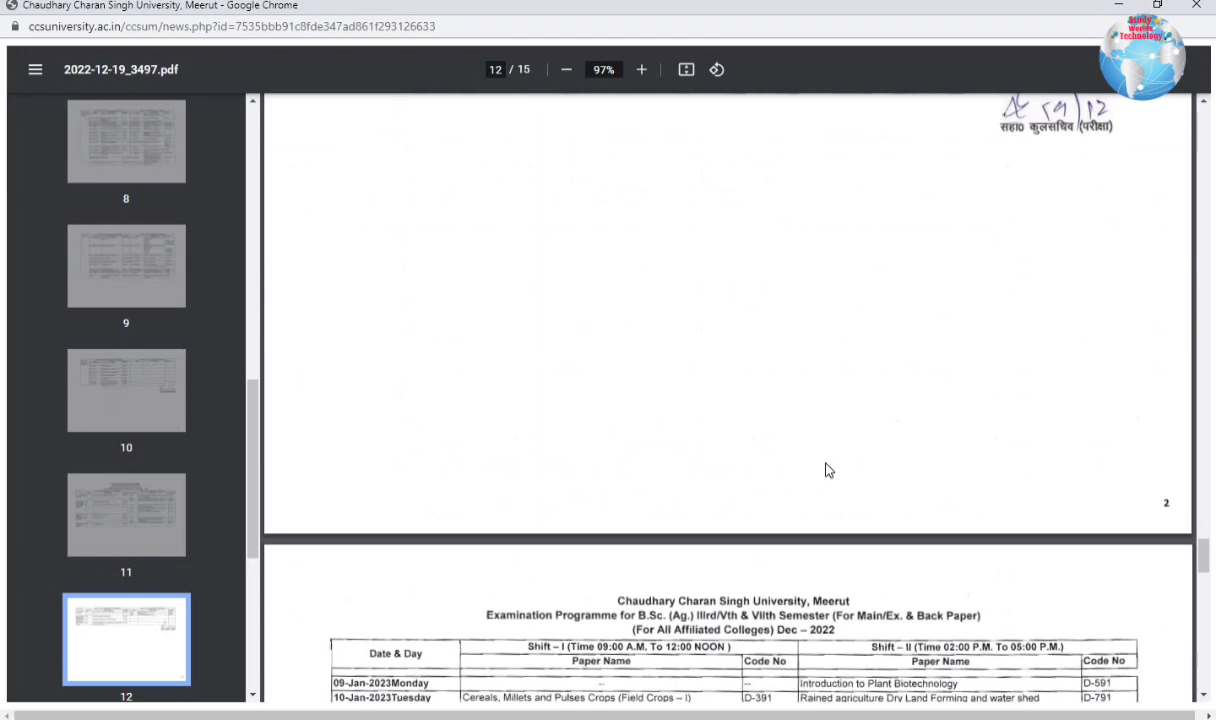 Chaudhary Charan Singh University, Meerut - Google Chrome
ccsuniversity.ac.in/ccsum/news.php?id=7535bbb91c8fde347ad861f293126633
Study
Worlds
Technology
2022-12-19_3497.pdf
12 / 15
97%
19/12
सहा0 कुलसचिव (परीक्षा)
8
9
10
11
12
2
Chaudhary Charan Singh University, Meerut
Examination Programme for B.Sc. (Ag.) IIIrd/Vth & VIIth Semester (For Main/Ex. & Back Paper)
(For All Affiliated Colleges) Dec – 2022
Date & Day Shift – I (Time 09:00 A.M. To 12:00 NOON ) Shift – II (Time 02:00 P.M. To 05:00 P.M.)
Paper Name Code No Paper Name Code No
09-Jan-2023Monday -- -- Introduction to Plant Biotechnology D-591
10-Jan-2023Tuesday Cereals, Millets and Pulses Crops (Field Crops – I) D-391 Rained agriculture Dry Land Forming and water shed D-791